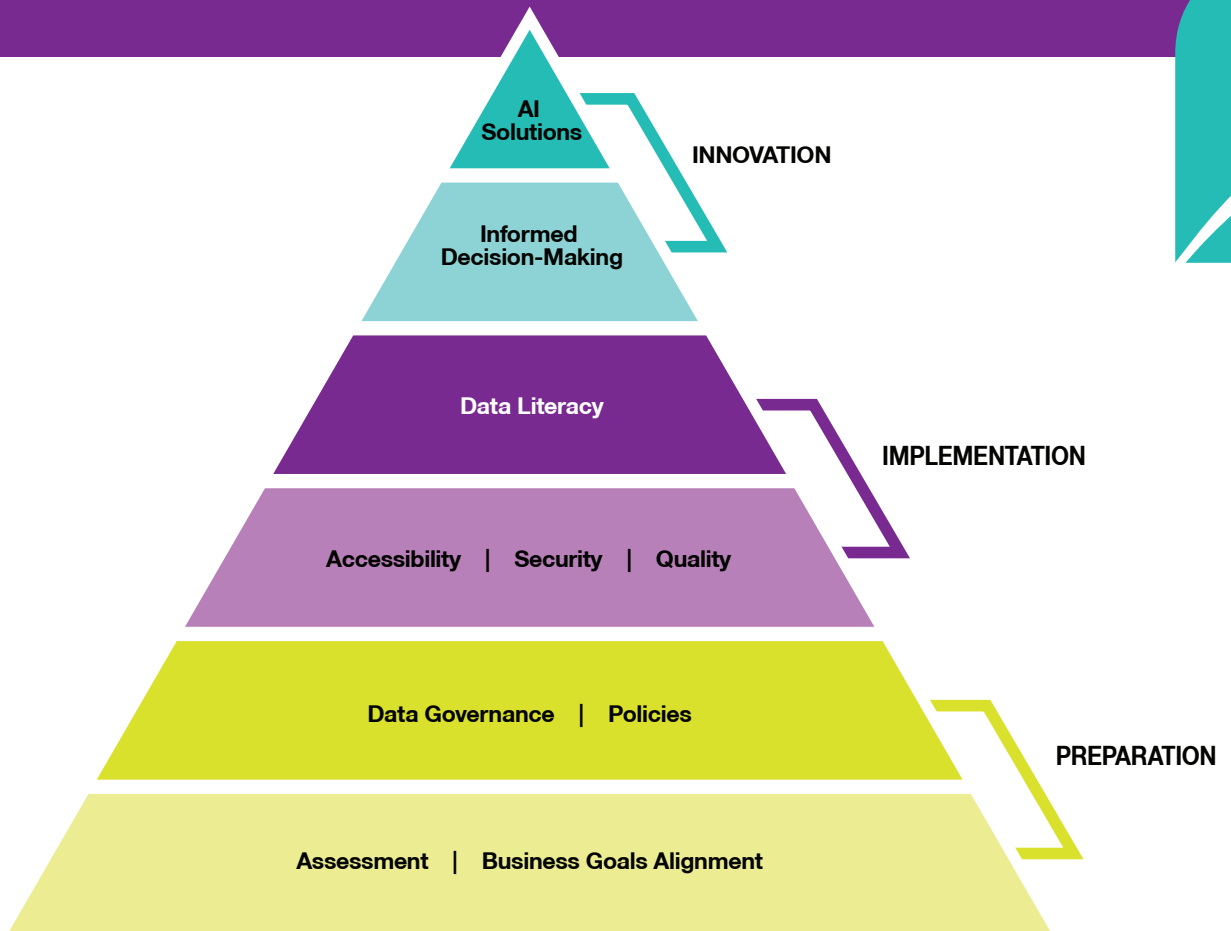 AI
Solutions
INNOVATION
Informed
Decision-Making
Data Literacy
IMPLEMENTATION
Accessibility | Security | Quality
Data Governance | Policies
PREPARATION
Assessment | Business Goals Alignment